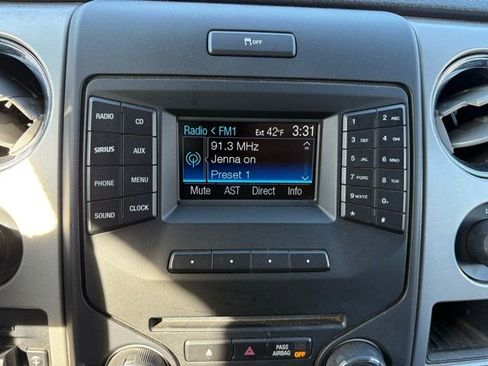 OFF
RADIO CD
SIRIUS AUX
PHONE MENU
SOUND CLOCK
Radio < FM1 Ext 42°F 3:31
91.3 MHz
Jenna on
Preset 1
Mute AST Direct Info
1 2 ABC
3 DEF 4 GHI
5 JKL 6 MNO
7 PQRS 8 TUV
9 WXYZ 0+
* #
PASS
AIRBAG OFF